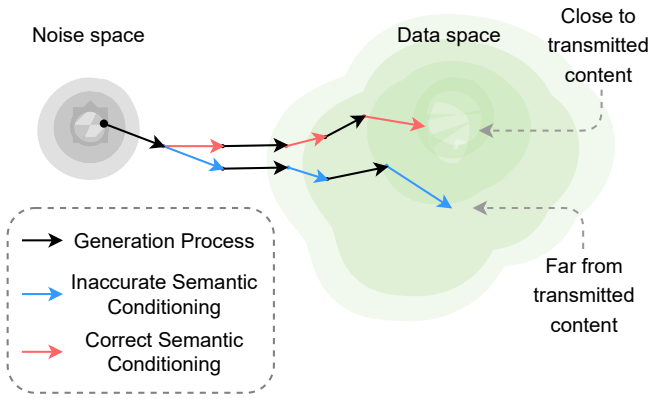 Noise space
Data space
Close to
transmitted
content
Generation Process
Inaccurate Semantic
Conditioning
Correct Semantic
Conditioning
Far from
transmitted
content